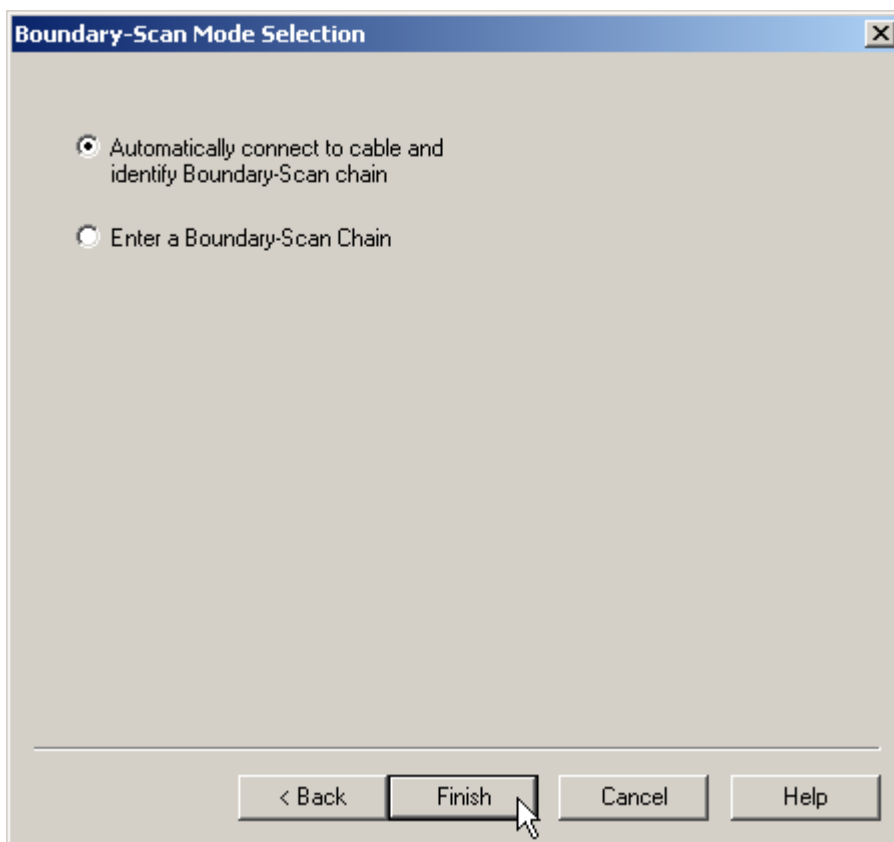 Boundary-Scan Mode Selection
Automatically connect to cable and
identify Boundary-Scan chain
Enter a Boundary-Scan Chain
< Back
Finish
Cancel
Help